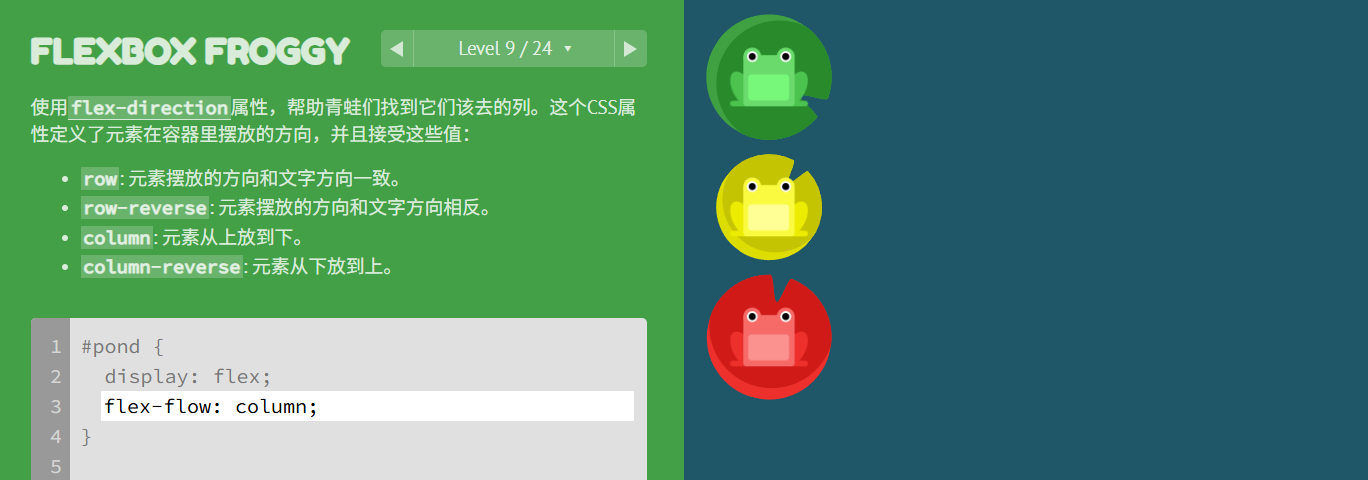 FLEXBOX FROGGY
◀ Level 9 / 24 ▼ ▶
使用flex-direction属性，帮助青蛙们找到它们该去的列。这个CSS属
性定义了元素在容器里摆放的方向，并且接受这些值：
• row: 元素摆放的方向和文字方向一致。
• row-reverse: 元素摆放的方向和文字方向相反。
• column: 元素从上放到下。
• column-reverse: 元素从下放到上。
1 #pond {
2 display: flex;
3 flex-flow: column;
4 }
5